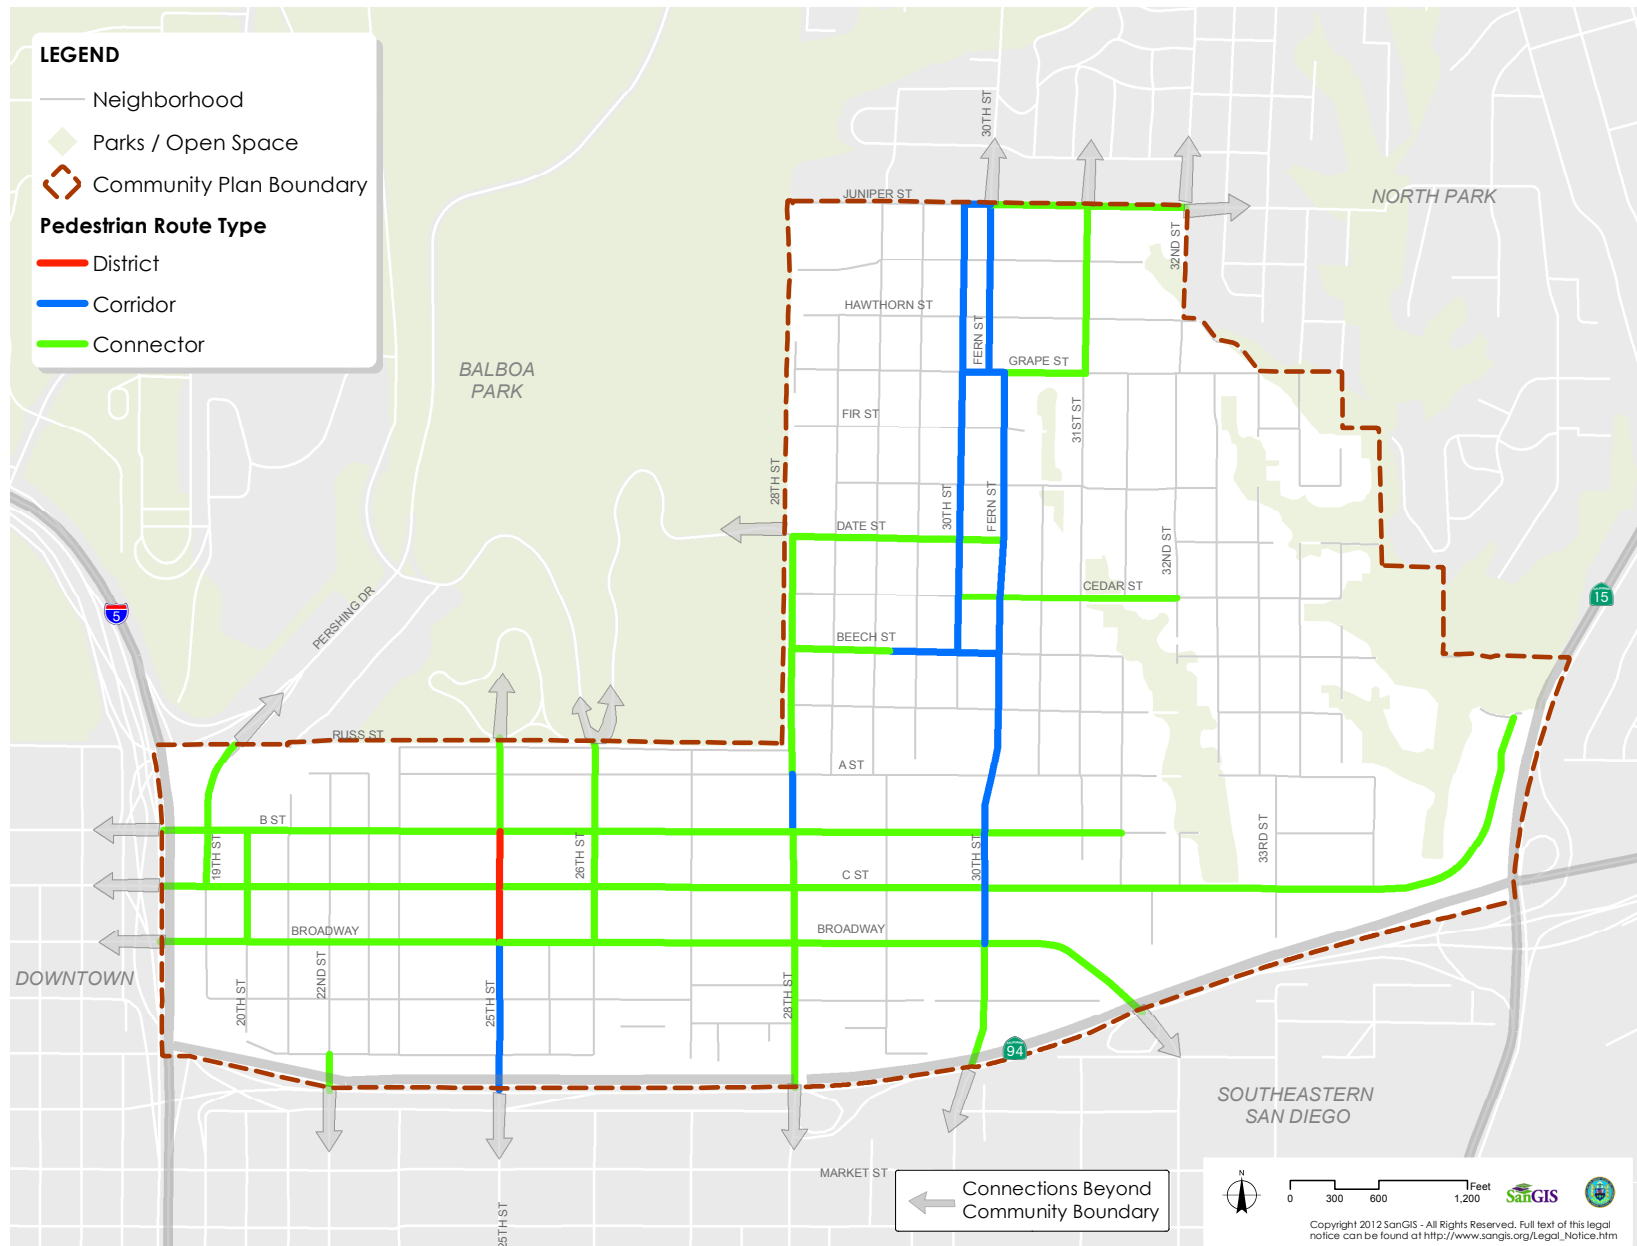 LEGEND
Neighborhood
Parks / Open Space
Community Plan Boundary
Pedestrian Route Type
District
Corridor
Connector
30TH ST
JUNIPER ST
NORTH PARK
32ND ST
HAWTHORN ST
FERN ST
GRAPE ST
BALBOA
PARK
FIR ST
31ST ST
28TH ST
30TH ST
FERN ST
DATE ST
32ND ST
CEDAR ST
15
5
PERSHING DR
BEECH ST
RUSS ST
A ST
B ST
19TH ST
26TH ST
30TH ST
33RD ST
C ST
BROADWAY
BROADWAY
DOWNTOWN
22ND ST
20TH ST
25TH ST
28TH ST
94
SOUTHEASTERN
SAN DIEGO
MARKET ST
25TH ST
Connections Beyond
Community Boundary
N
0 300 600 1,200
Feet
SanGIS
Copyright 2012 SanGIS - All Rights Reserved. Full text of this legal
notice can be found at http://www.sangis.org/Legal_Notice.htm